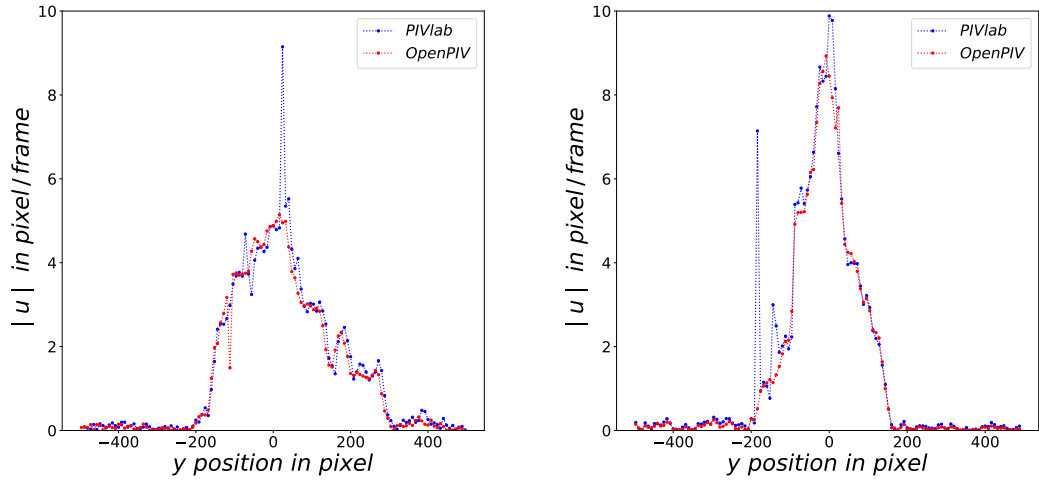 10
8
6
4
2
0
| u | in pixel/frame
−400
−200
0
200
400
y position in pixel
PIVlab
OpenPIV
10
8
6
4
2
0
| u | in pixel/frame
−400
−200
0
200
400
y position in pixel
PIVlab
OpenPIV